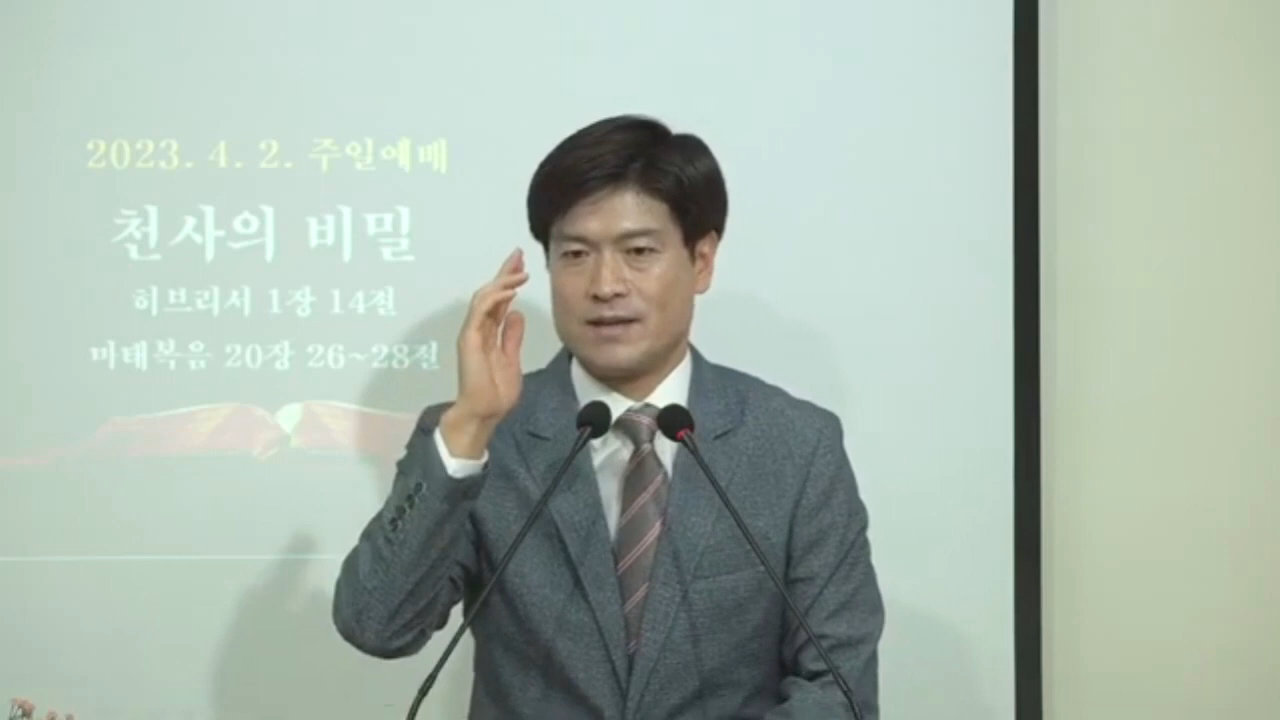 2023. 4. 2. 주일예배
천사의 비밀
히브리서 1장 14절
마태복음 20장 26~28절